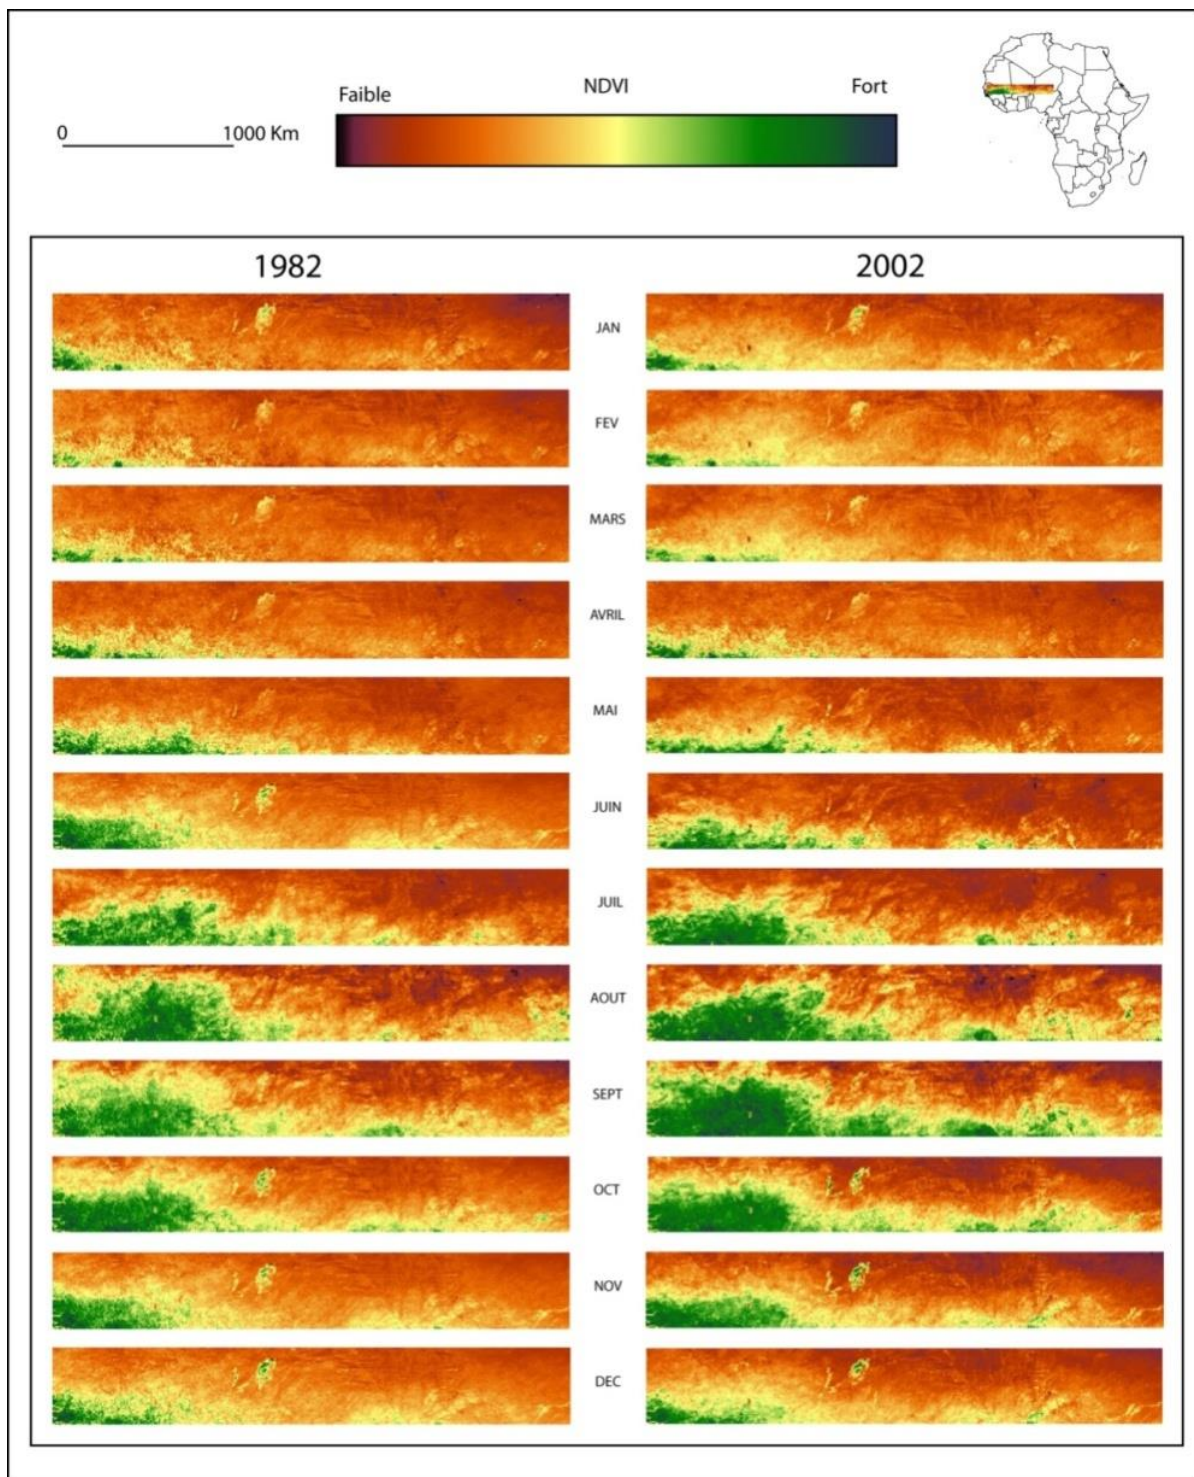 Faible NDVI Fort
0 1000 Km
1982 2002
JAN
FEV
MARS
AVRIL
MAI
JUIN
JUIL
AOUT
SEPT
OCT
NOV
DEC